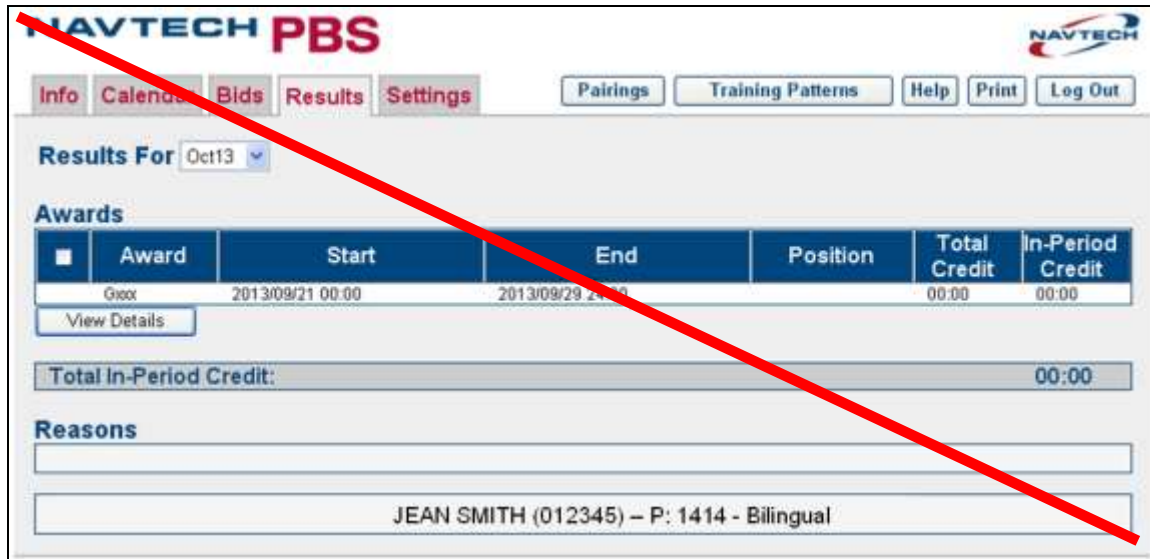 NAVTECH PBS
NAVTECH
Info Calendar Bids Results Settings Pairings Training Patterns Help Print Log Out
Results For Oct13
Awards
Award Start End Position Total Credit In-Period Credit
Gxxx 2013/09/21 00:00 2013/09/29 24:00 00:00 00:00
View Details
Total In-Period Credit: 00:00
Reasons
JEAN SMITH (012345) – P: 1414 - Bilingual